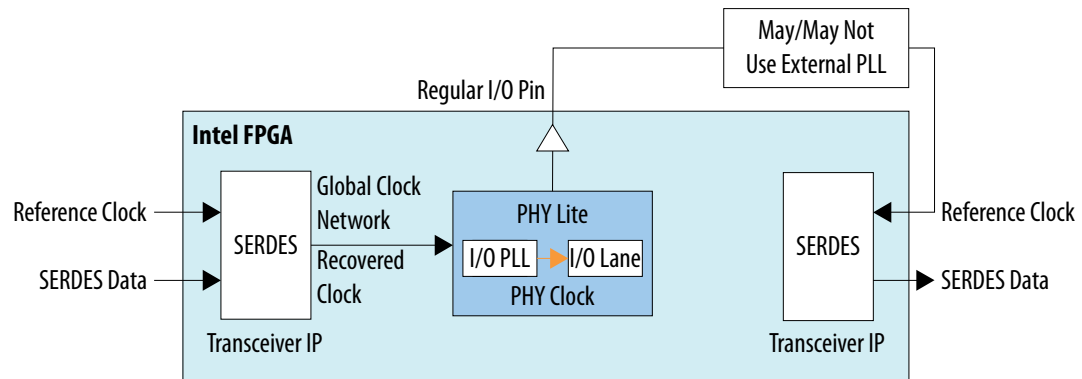 May/May Not
Use External PLL
Regular I/O Pin
Intel FPGA
Reference Clock
SERDES Data
SERDES
Transceiver IP
Global Clock
Network
Recovered
Clock
PHY Lite
I/O PLL
I/O Lane
PHY Clock
SERDES
Transceiver IP
Reference Clock
SERDES Data